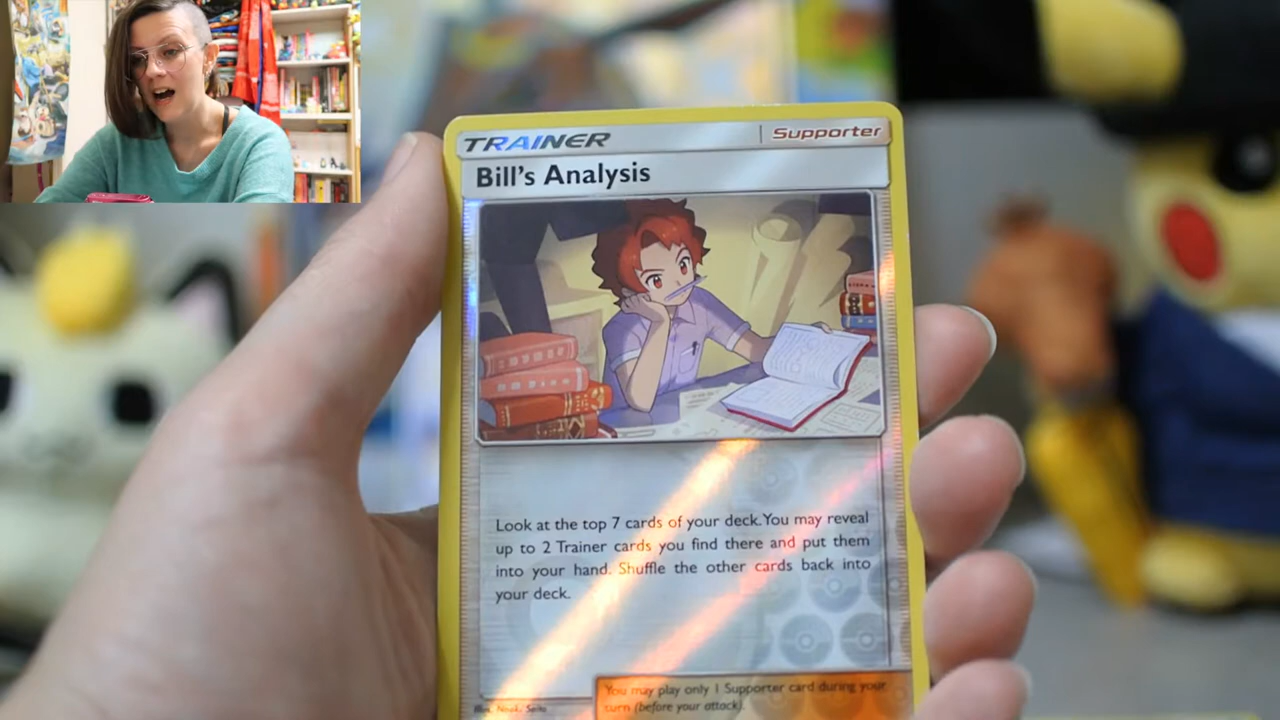 TRAINER
Supporter
Bill's Analysis
Look at the top 7 cards of your deck. You may reveal
up to 2 Trainer cards you find there and put them
into your hand. Shuffle the other cards back into
your deck.
You may play only 1 Supporter card during your
turn (before your attack).
Illus.